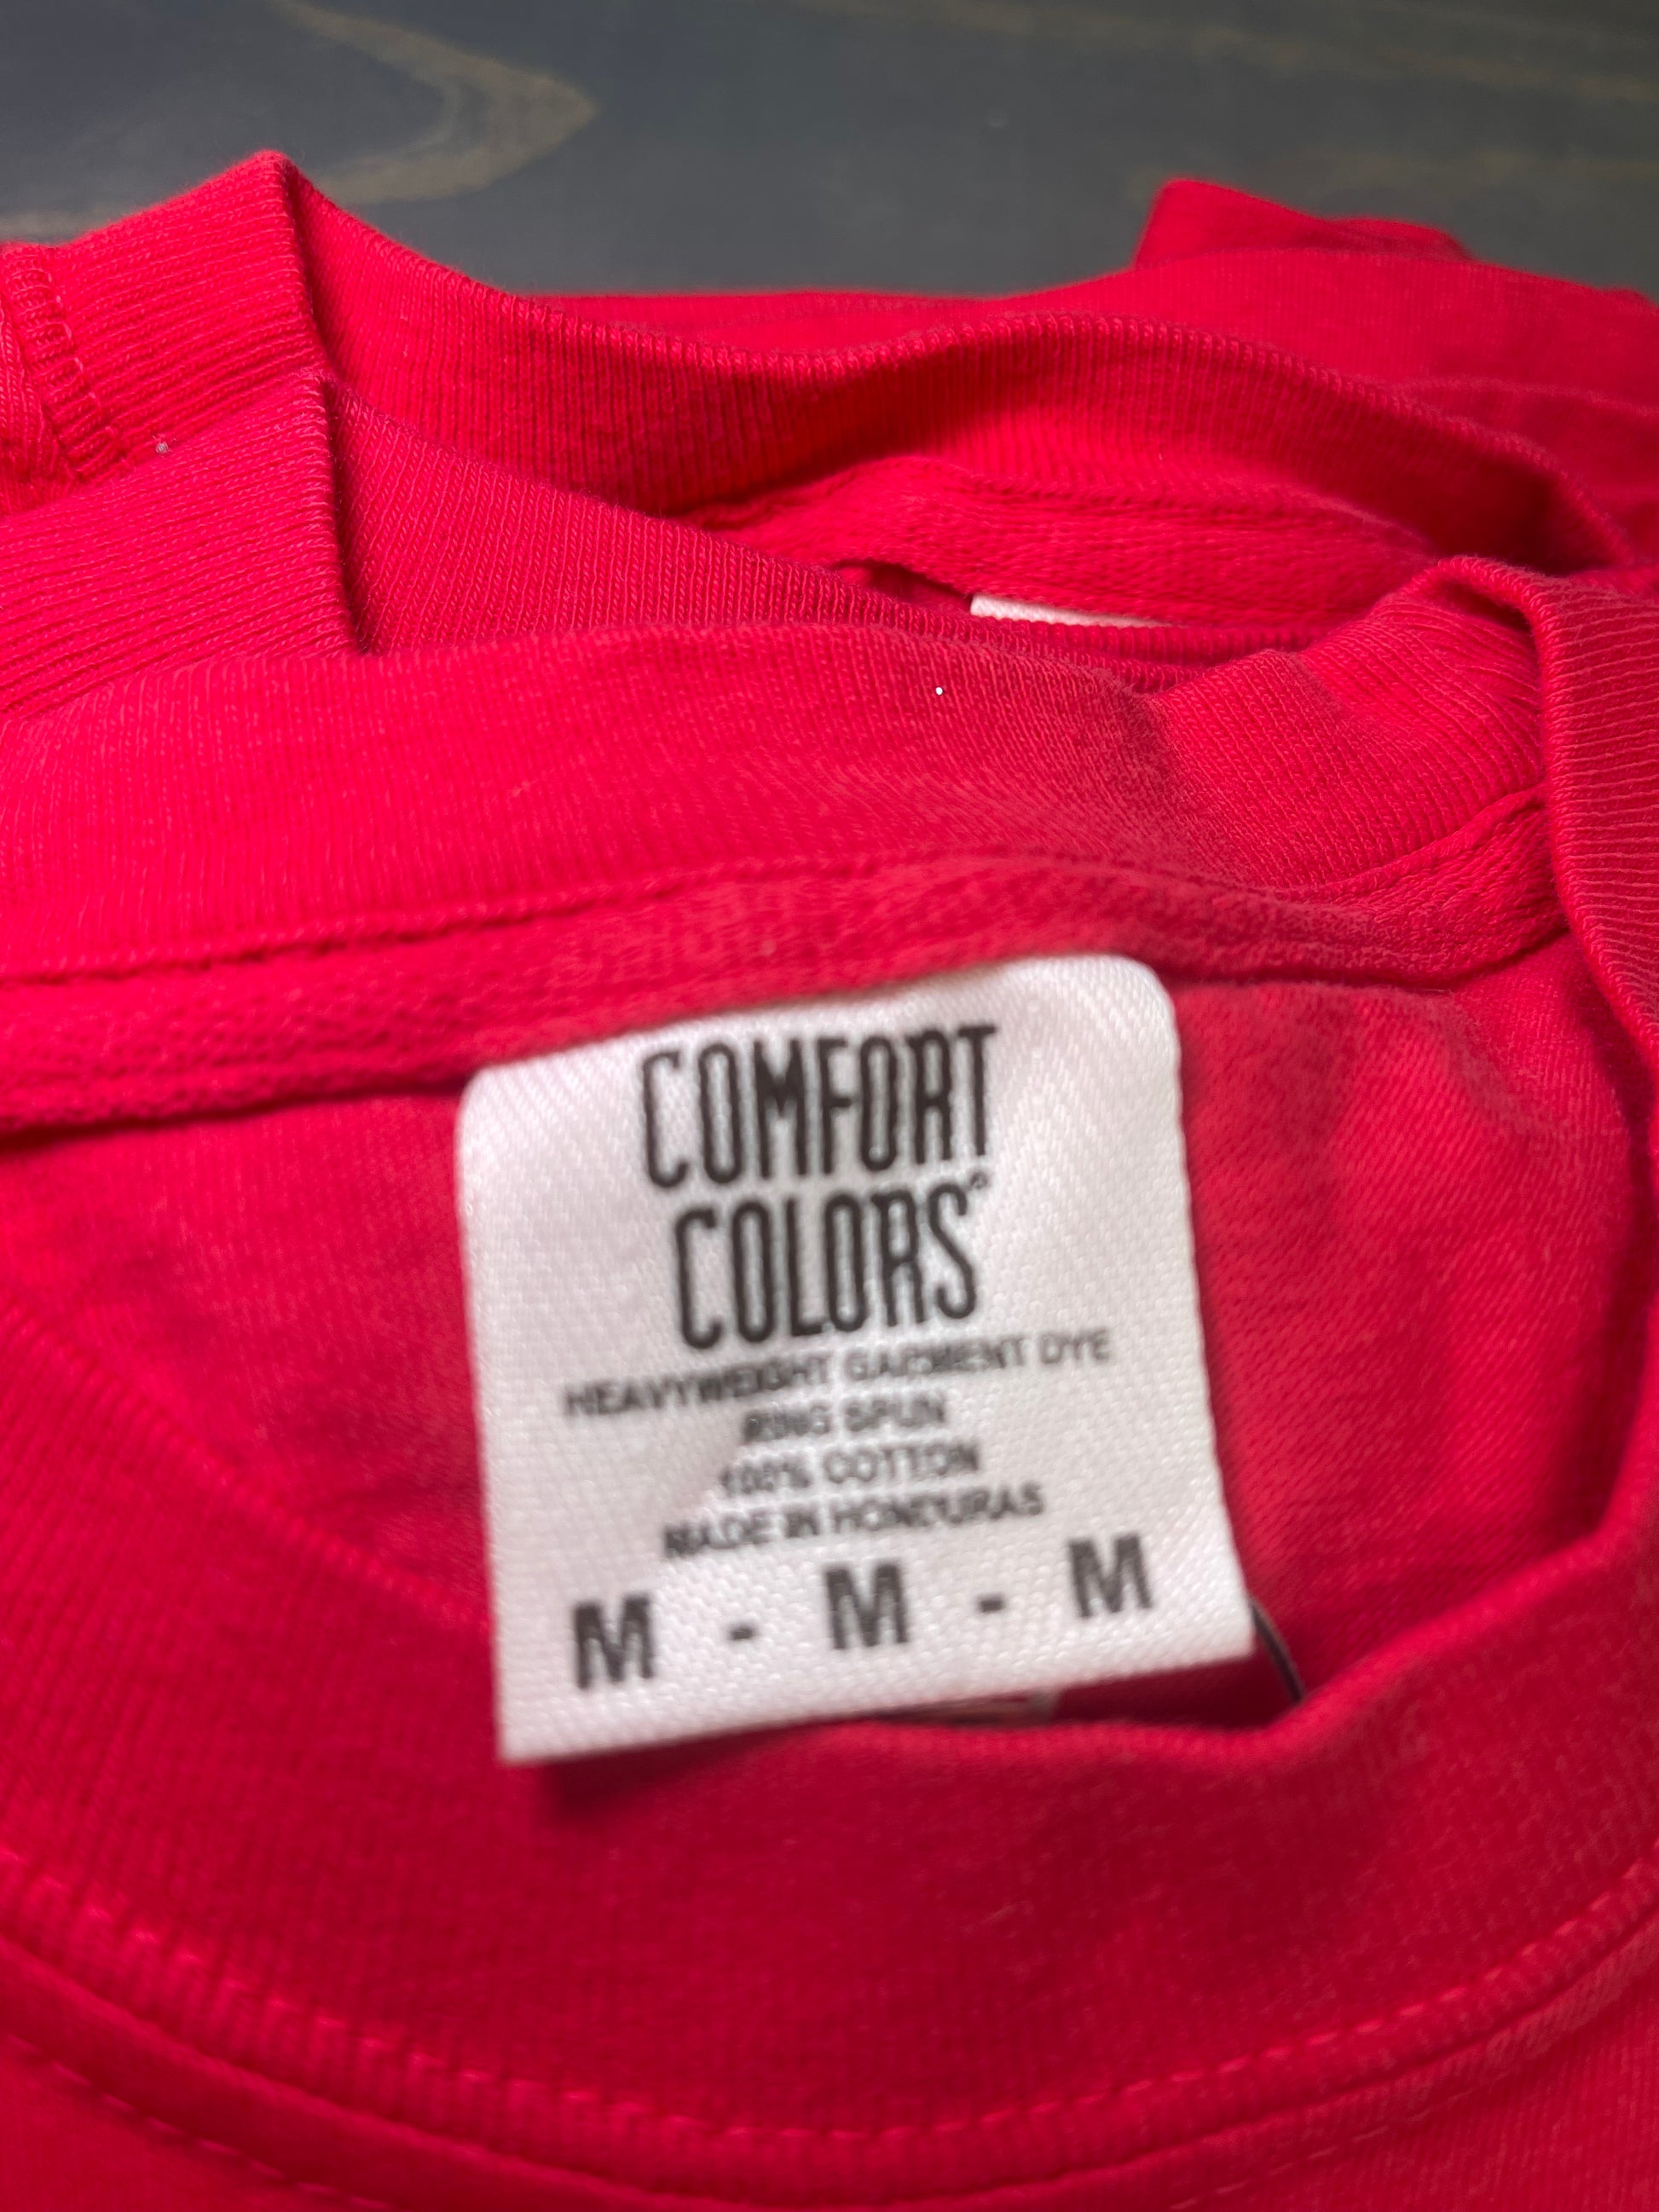 COMFORT
COLORS®
HEAVYWEIGHT GARMENT DYE
RING SPUN
100% COTTON
MADE IN HONDURAS
M - M - M